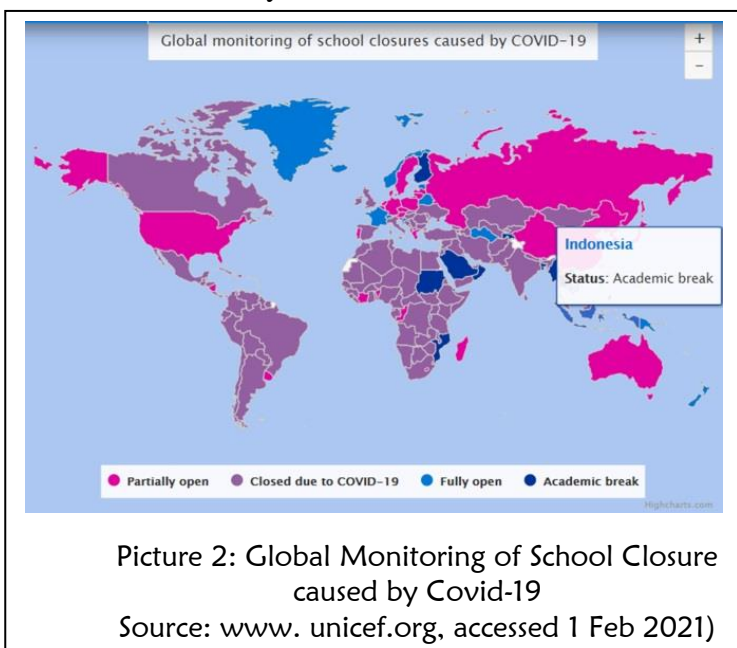 Global monitoring of school closures caused by COVID-19
+
−
Indonesia
Status: Academic break
Partially open Closed due to COVID-19 Fully open Academic break
Highcharts.com
Picture 2: Global Monitoring of School Closure
caused by Covid-19
Source: www. unicef.org, accessed 1 Feb 2021)